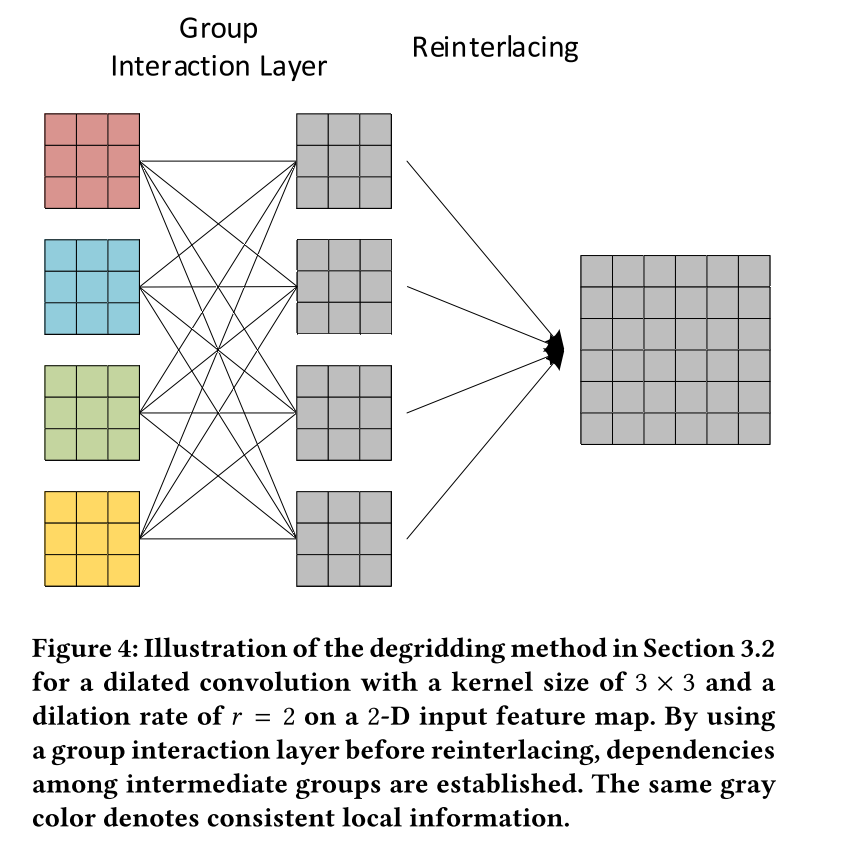 Group
Interaction Layer
Reinterlacing
Figure 4: Illustration of the degridding method in Section 3.2
for a dilated convolution with a kernel size of 3 × 3 and a
dilation rate of r = 2 on a 2-D input feature map. By using
a group interaction layer before reinterlacing, dependencies
among intermediate groups are established. The same gray
color denotes consistent local information.